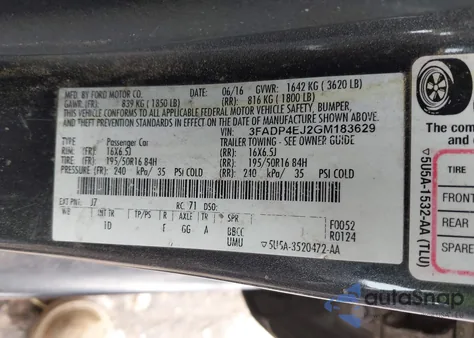 MFD. BY FORD MOTOR CO.
DATE: 06/16 GVWR: 1642 KG ( 3620 LB)
GAWR: (FR): 839 KG ( 1850 LB) (RR): 816 KG ( 1800 LB)
THIS VEHICLE CONFORMS TO ALL APPLICABLE FEDERAL MOTOR VEHICLE SAFETY, BUMPER,
AND THEFT PREVENTION STANDARDS IN EFFECT ON THE DATE OF MANUFACTURE SHOWN ABOVE.
VIN: 3FADP4EJ2GM183629
TYPE: Passenger Car TRAILER TOWING - SEE OWNER GUIDE
RIM: (FR) 16X6.5J (RR) 16X6.5J
TIRE: (FR) 195/50R16 84H (RR) 195/50R16 84H
PRESSURE: (FR) 240 kPa/ 35 PSI COLD (RR) 240 kPa/ 35 PSI COLD
EXT PNT: J7 RC: 71 DSO:
WB INT TR TP/PS R AXLE TR SPR F0052
1D F GG A BBCC R0124
UMU ▽5U5A-3520472-AA
The com
and
▽5U5A-1532-AA (TLU)
TIRE
FRONT
REAR
SPARE
autoSnap